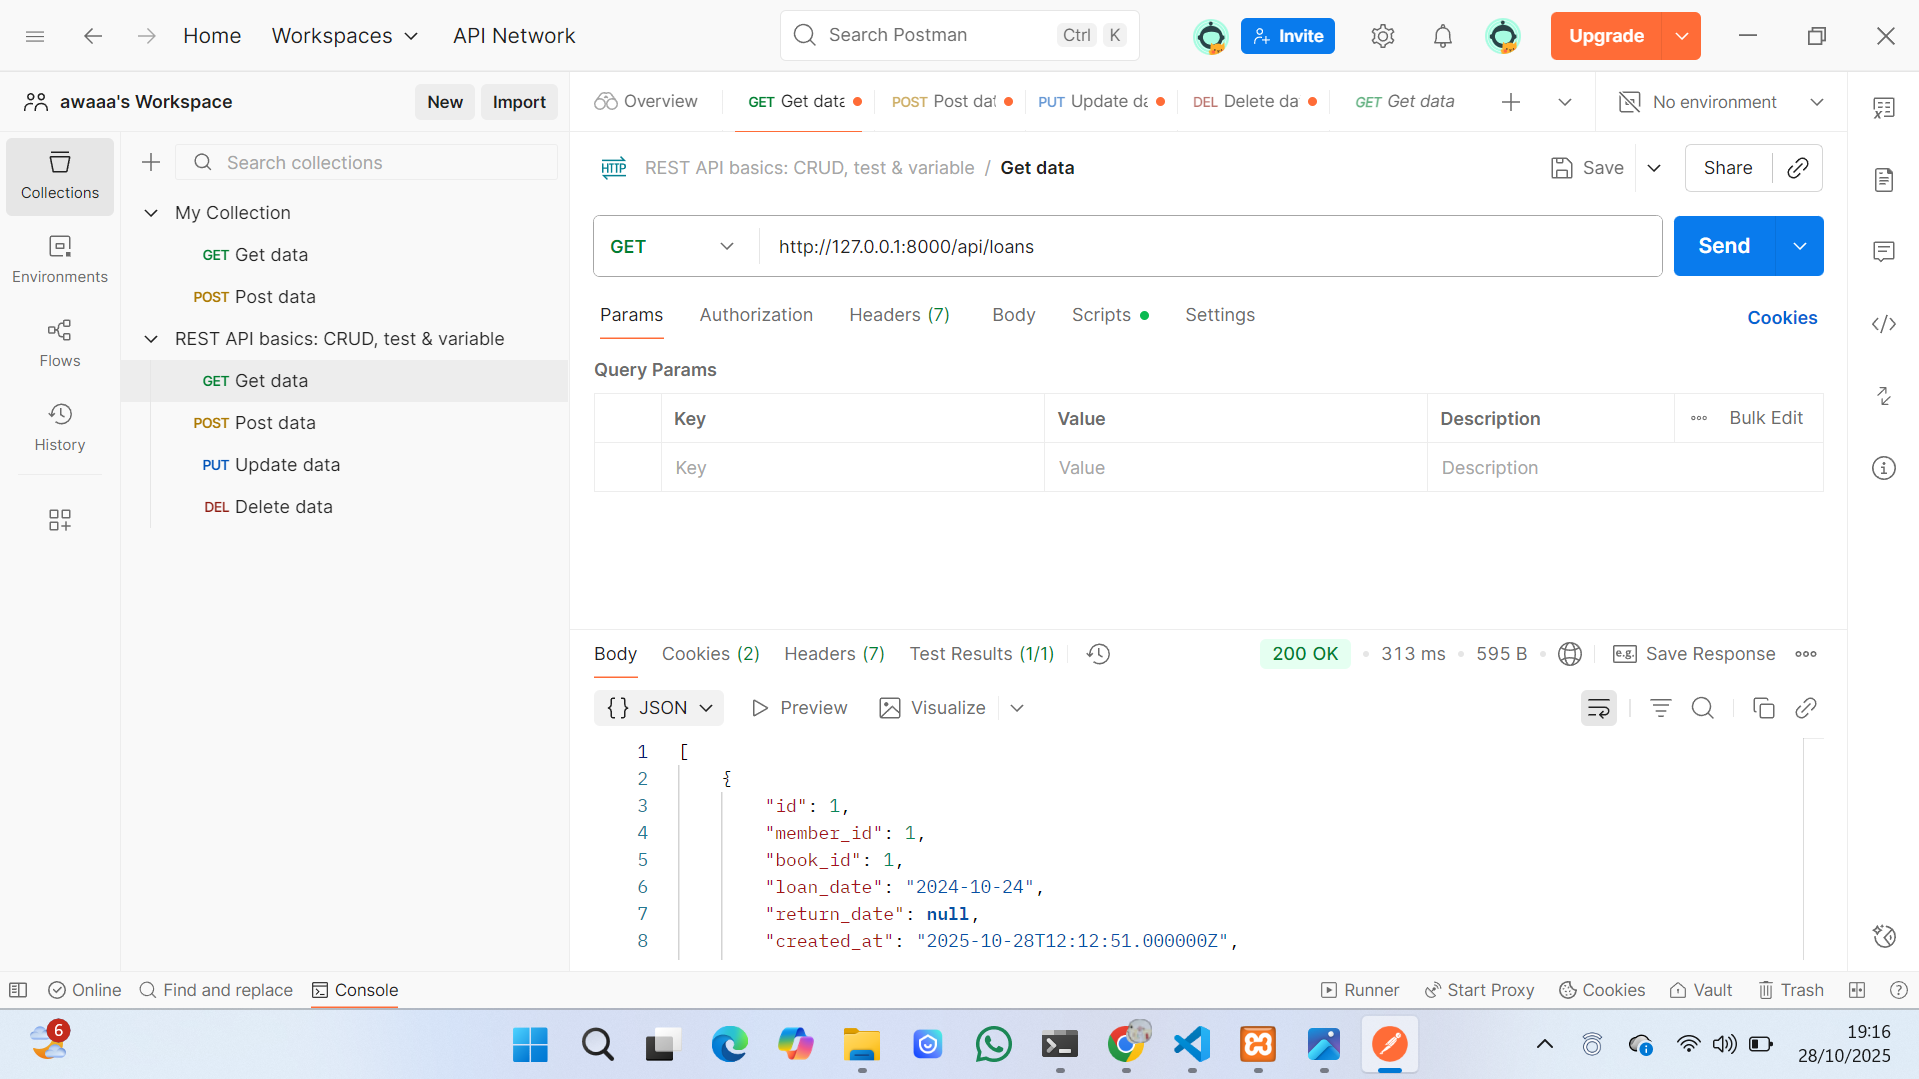 Home Workspaces API Network
Search Postman Ctrl K
Invite Upgrade
awaaa's Workspace New Import
Overview GET Get data POST Post dat PUT Update da DEL Delete da GET Get data No environment
Collections
Environments
Flows
History
Search collections
My Collection
GET Get data
POST Post data
REST API basics: CRUD, test & variable
GET Get data
POST Post data
PUT Update data
DEL Delete data
HTTP REST API basics: CRUD, test & variable / Get data Save Share
GET http://127.0.0.1:8000/api/loans Send
Params Authorization Headers (7) Body Scripts Settings Cookies
Query Params
Key Value Description Bulk Edit
Key Value Description
Body Cookies (2) Headers (7) Test Results (1/1) 200 OK • 313 ms • 595 B • e.g. Save Response
{} JSON Preview Visualize
1 [
2 {
3 "id": 1,
4 "member_id": 1,
5 "book_id": 1,
6 "loan_date": "2024-10-24",
7 "return_date": null,
8 "created_at": "2025-10-28T12:12:51.000000Z",
Online Find and replace Console Runner Start Proxy Cookies Vault Trash
6
19:16
28/10/2025